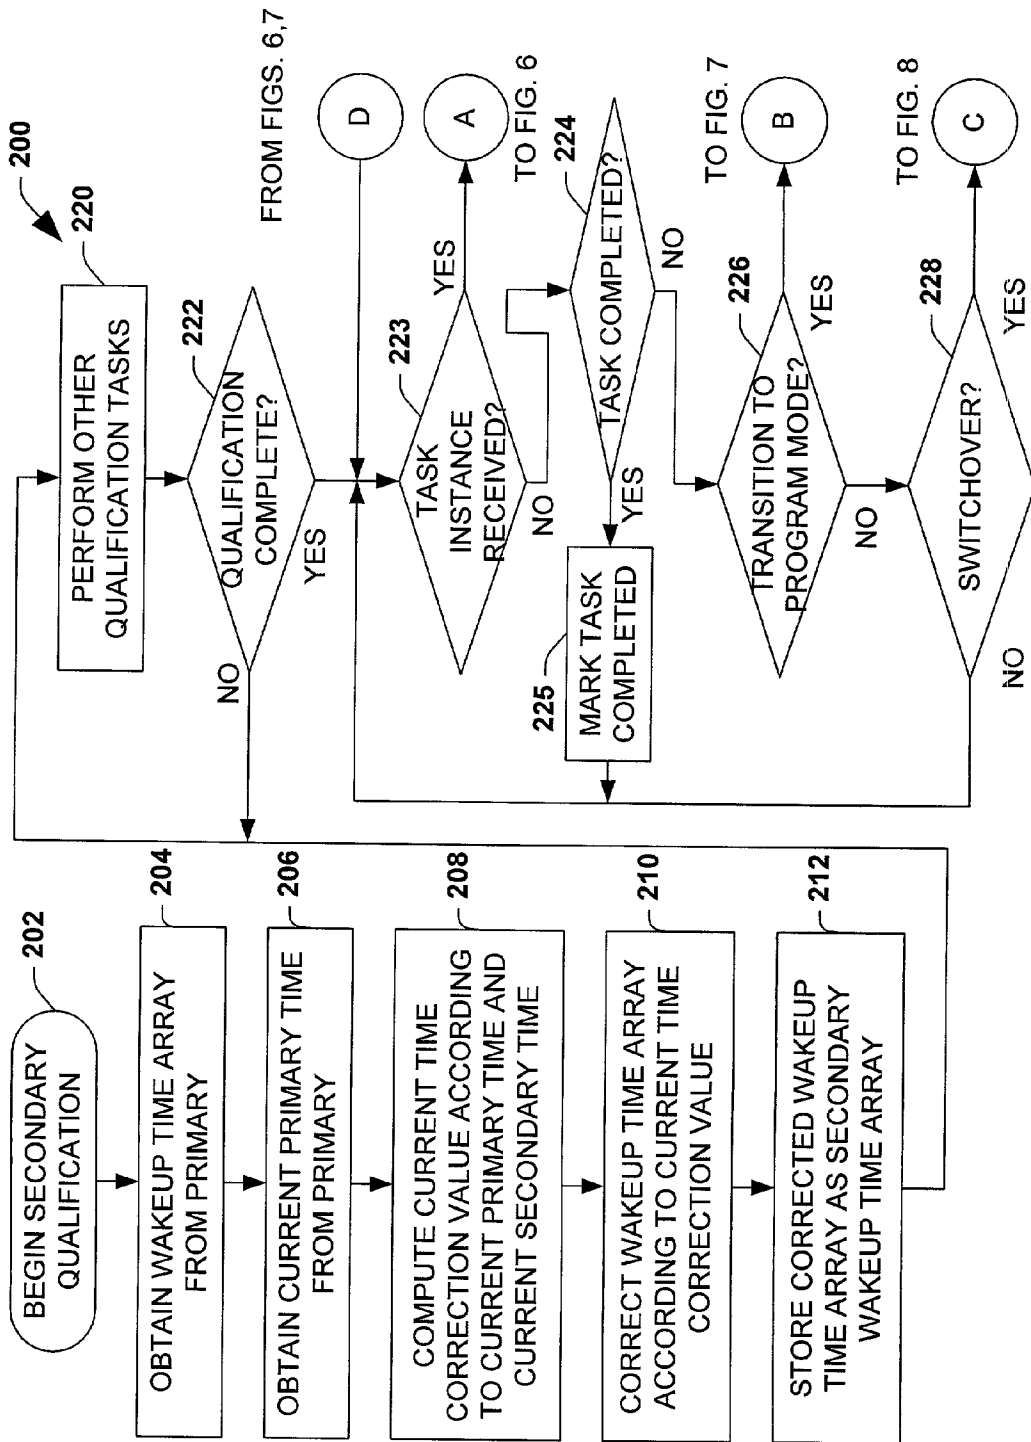 200
BEGIN SECONDARY
QUALIFICATION
202
OBTAIN WAKEUP TIME ARRAY
FROM PRIMARY
204
OBTAIN CURRENT PRIMARY TIME
FROM PRIMARY
206
COMPUTE CURRENT TIME
CORRECTION VALUE ACCORDING
TO CURRENT PRIMARY TIME AND
CURRENT SECONDARY TIME
208
CORRECT WAKEUP TIME ARRAY
ACCORDING TO CURRENT TIME
CORRECTION VALUE
210
STORE CORRECTED WAKEUP
TIME ARRAY AS SECONDARY
WAKEUP TIME ARRAY
212
PERFORM OTHER
QUALIFICATION TASKS
220
QUALIFICATION
COMPLETE?
222
NO
YES
FROM FIGS. 6,7
D
TASK
INSTANCE
RECEIVED?
223
YES
A
TO FIG. 6
NO
TASK COMPLETED?
224
YES
NO
MARK TASK
COMPLETED
225
TRANSITION TO
PROGRAM MODE?
226
YES
TO FIG. 7
B
NO
SWITCHOVER?
228
YES
TO FIG. 8
C
NO